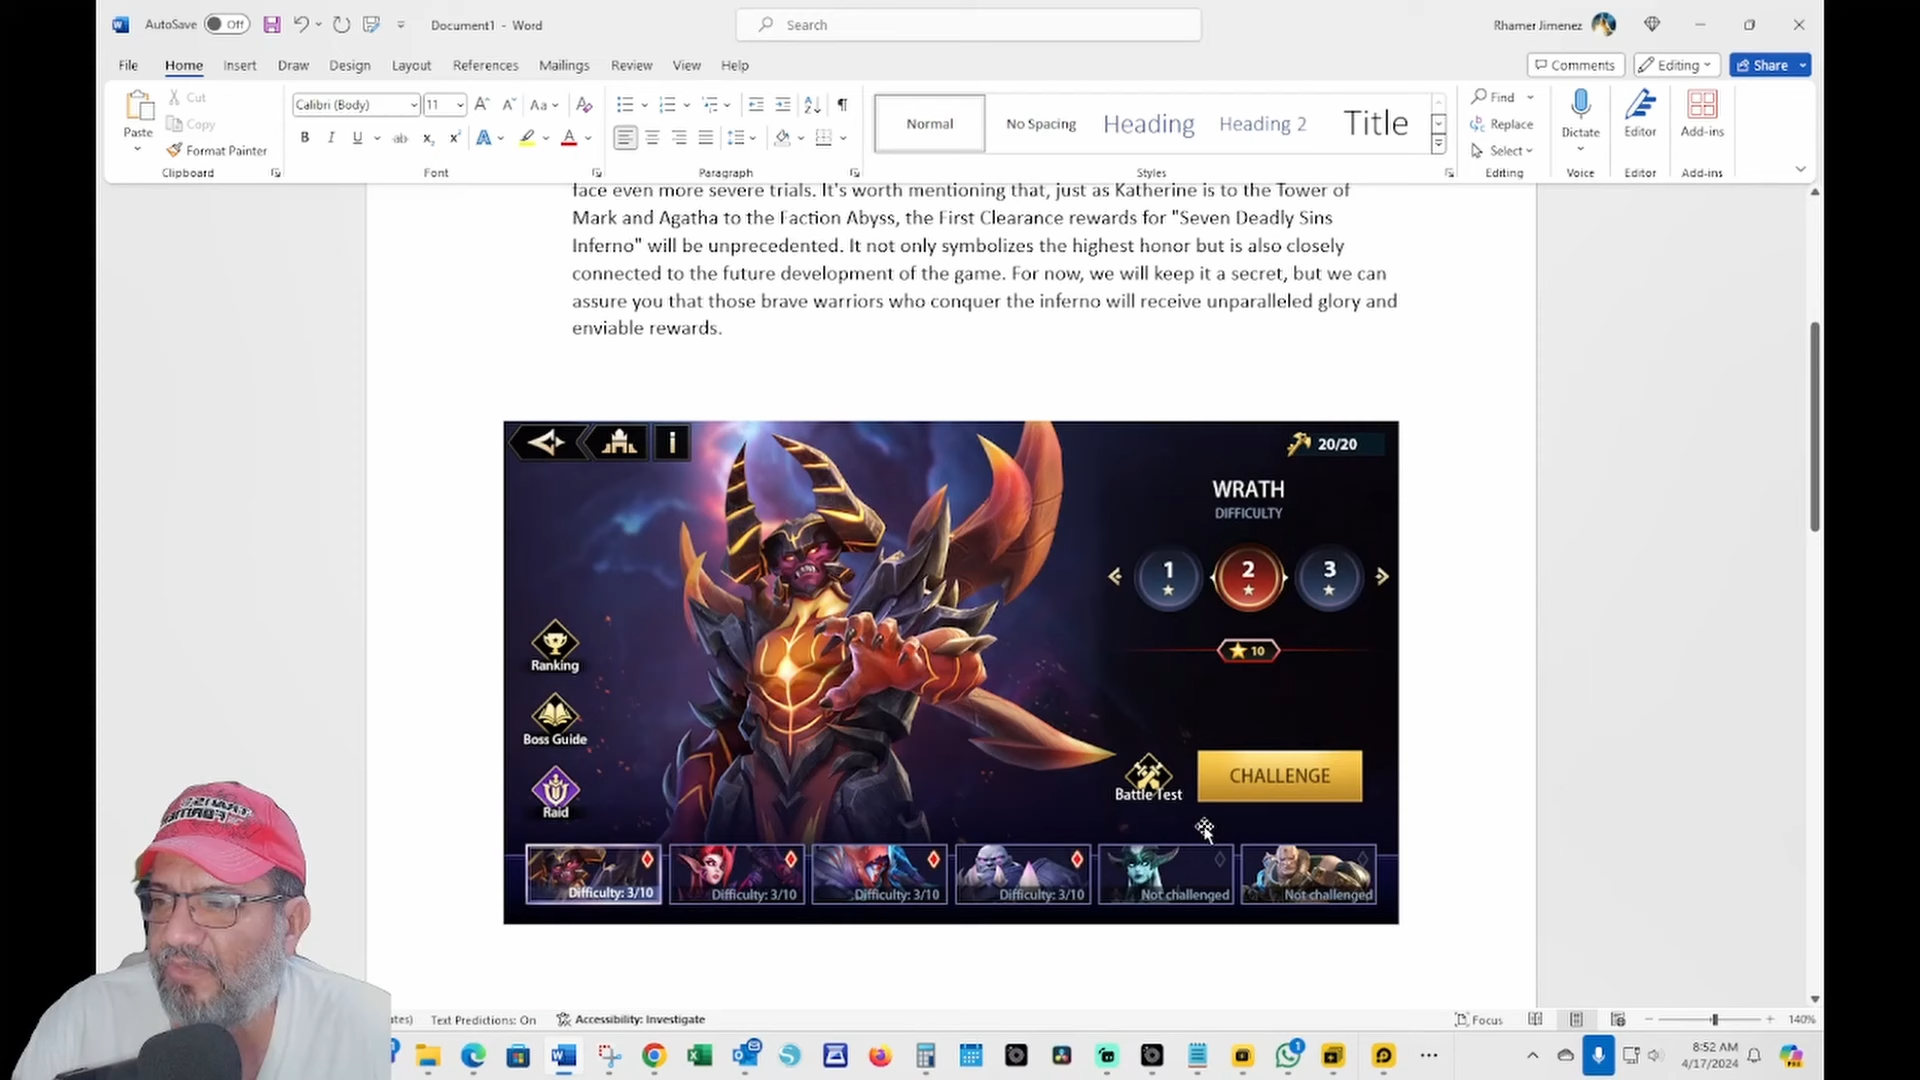 AutoSave Off Document1 - Word Search Rhamer Jimenez
File Home Insert Draw Design Layout References Mailings Review View Help Comments Editing Share
Paste Cut Copy Format Painter
Calibri (Body) 11 Aa
B I U ab x₂ x² A A
Normal No Spacing Heading Heading 2 Title
Find Replace Select
Dictate Editor Add-ins
Clipboard Font Paragraph Styles Editing Voice Editor Add-ins
face even more severe trials. It's worth mentioning that, just as Katherine is to the Tower of
Mark and Agatha to the Faction Abyss, the First Clearance rewards for "Seven Deadly Sins
Inferno" will be unprecedented. It not only symbolizes the highest honor but is also closely
connected to the future development of the game. For now, we will keep it a secret, but we can
assure you that those brave warriors who conquer the inferno will receive unparalleled glory and
enviable rewards.
i 20/20
WRATH
DIFFICULTY
1 2 3
10
Ranking
Boss Guide
Raid
Battle Test CHALLENGE
Difficulty: 3/10 Difficulty: 3/10 Difficulty: 3/10 Difficulty: 3/10 Not challenged Not challenged
Text Predictions: On Accessibility: Investigate Focus 140%
8:52 AM
4/17/2024